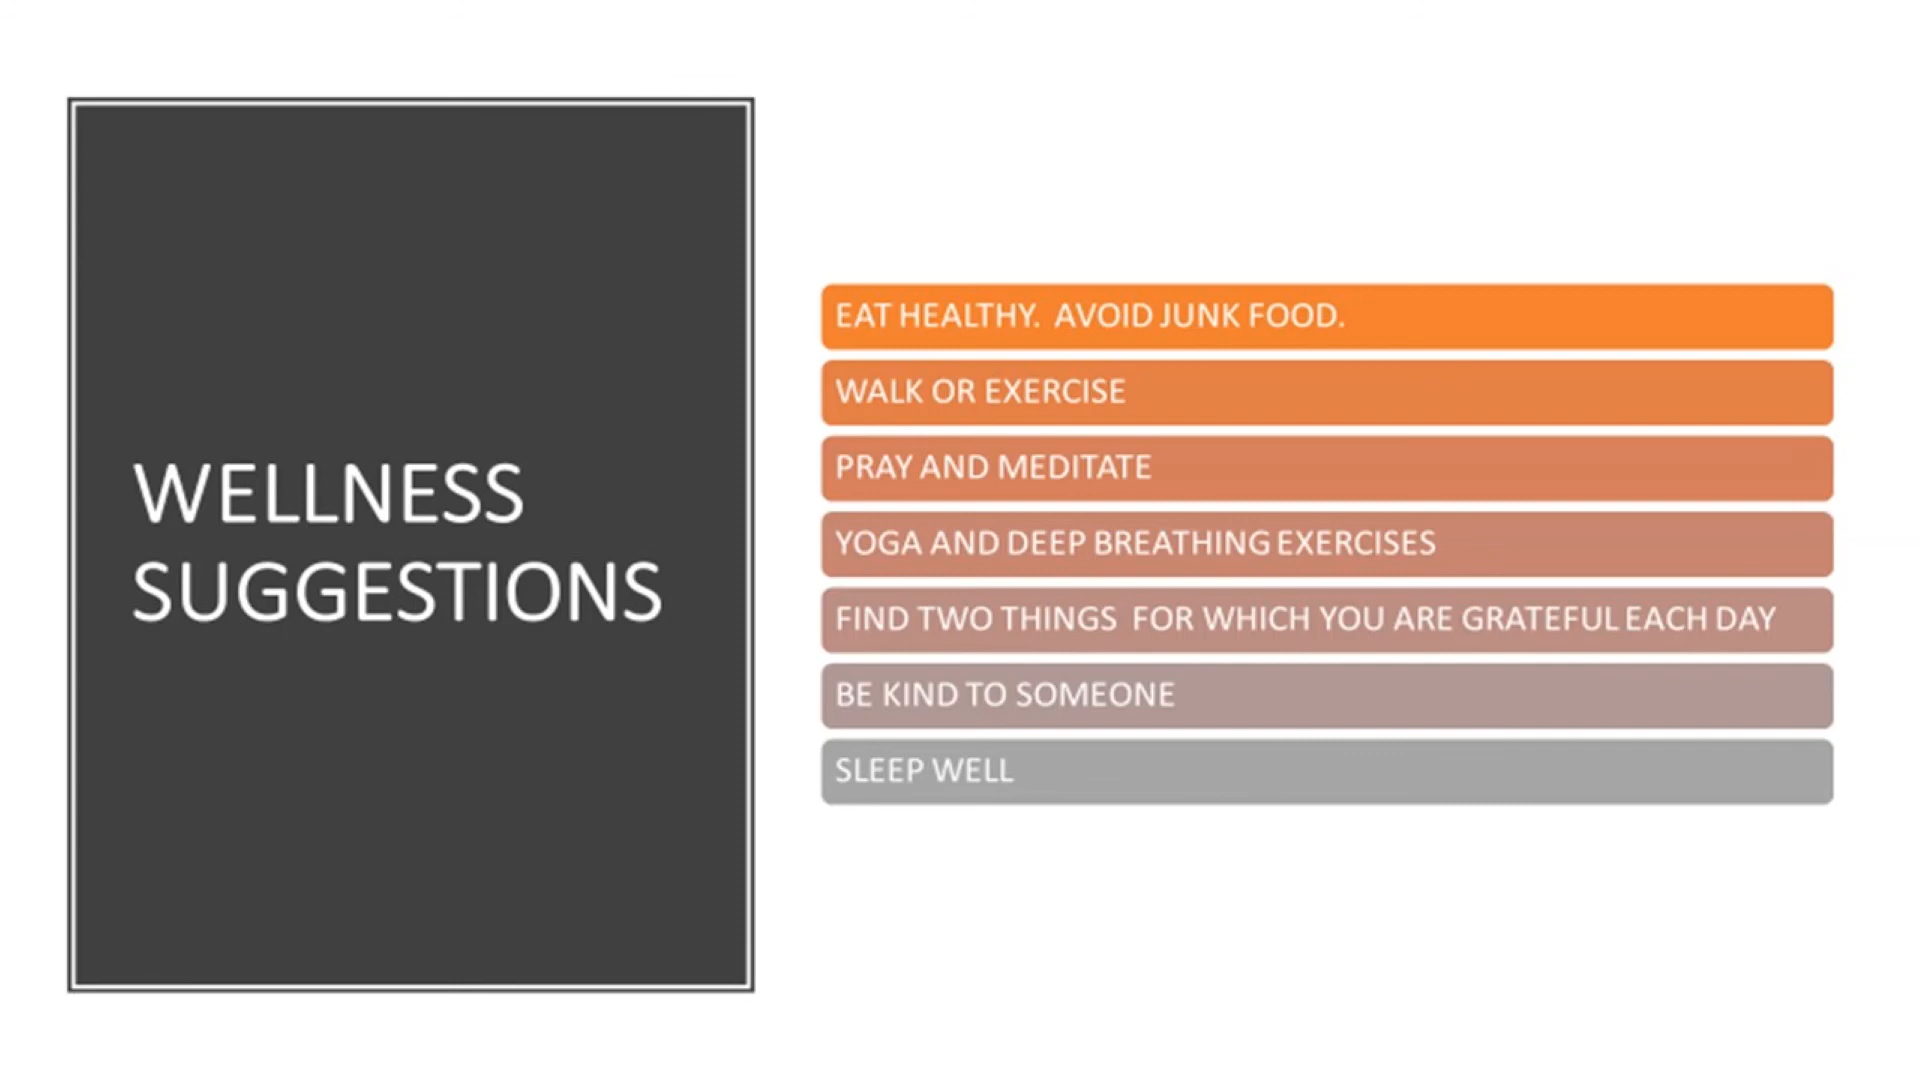 WELLNESS
SUGGESTIONS
EAT HEALTHY. AVOID JUNK FOOD.
WALK OR EXERCISE
PRAY AND MEDITATE
YOGA AND DEEP BREATHING EXERCISES
FIND TWO THINGS FOR WHICH YOU ARE GRATEFUL EACH DAY
BE KIND TO SOMEONE
SLEEP WELL